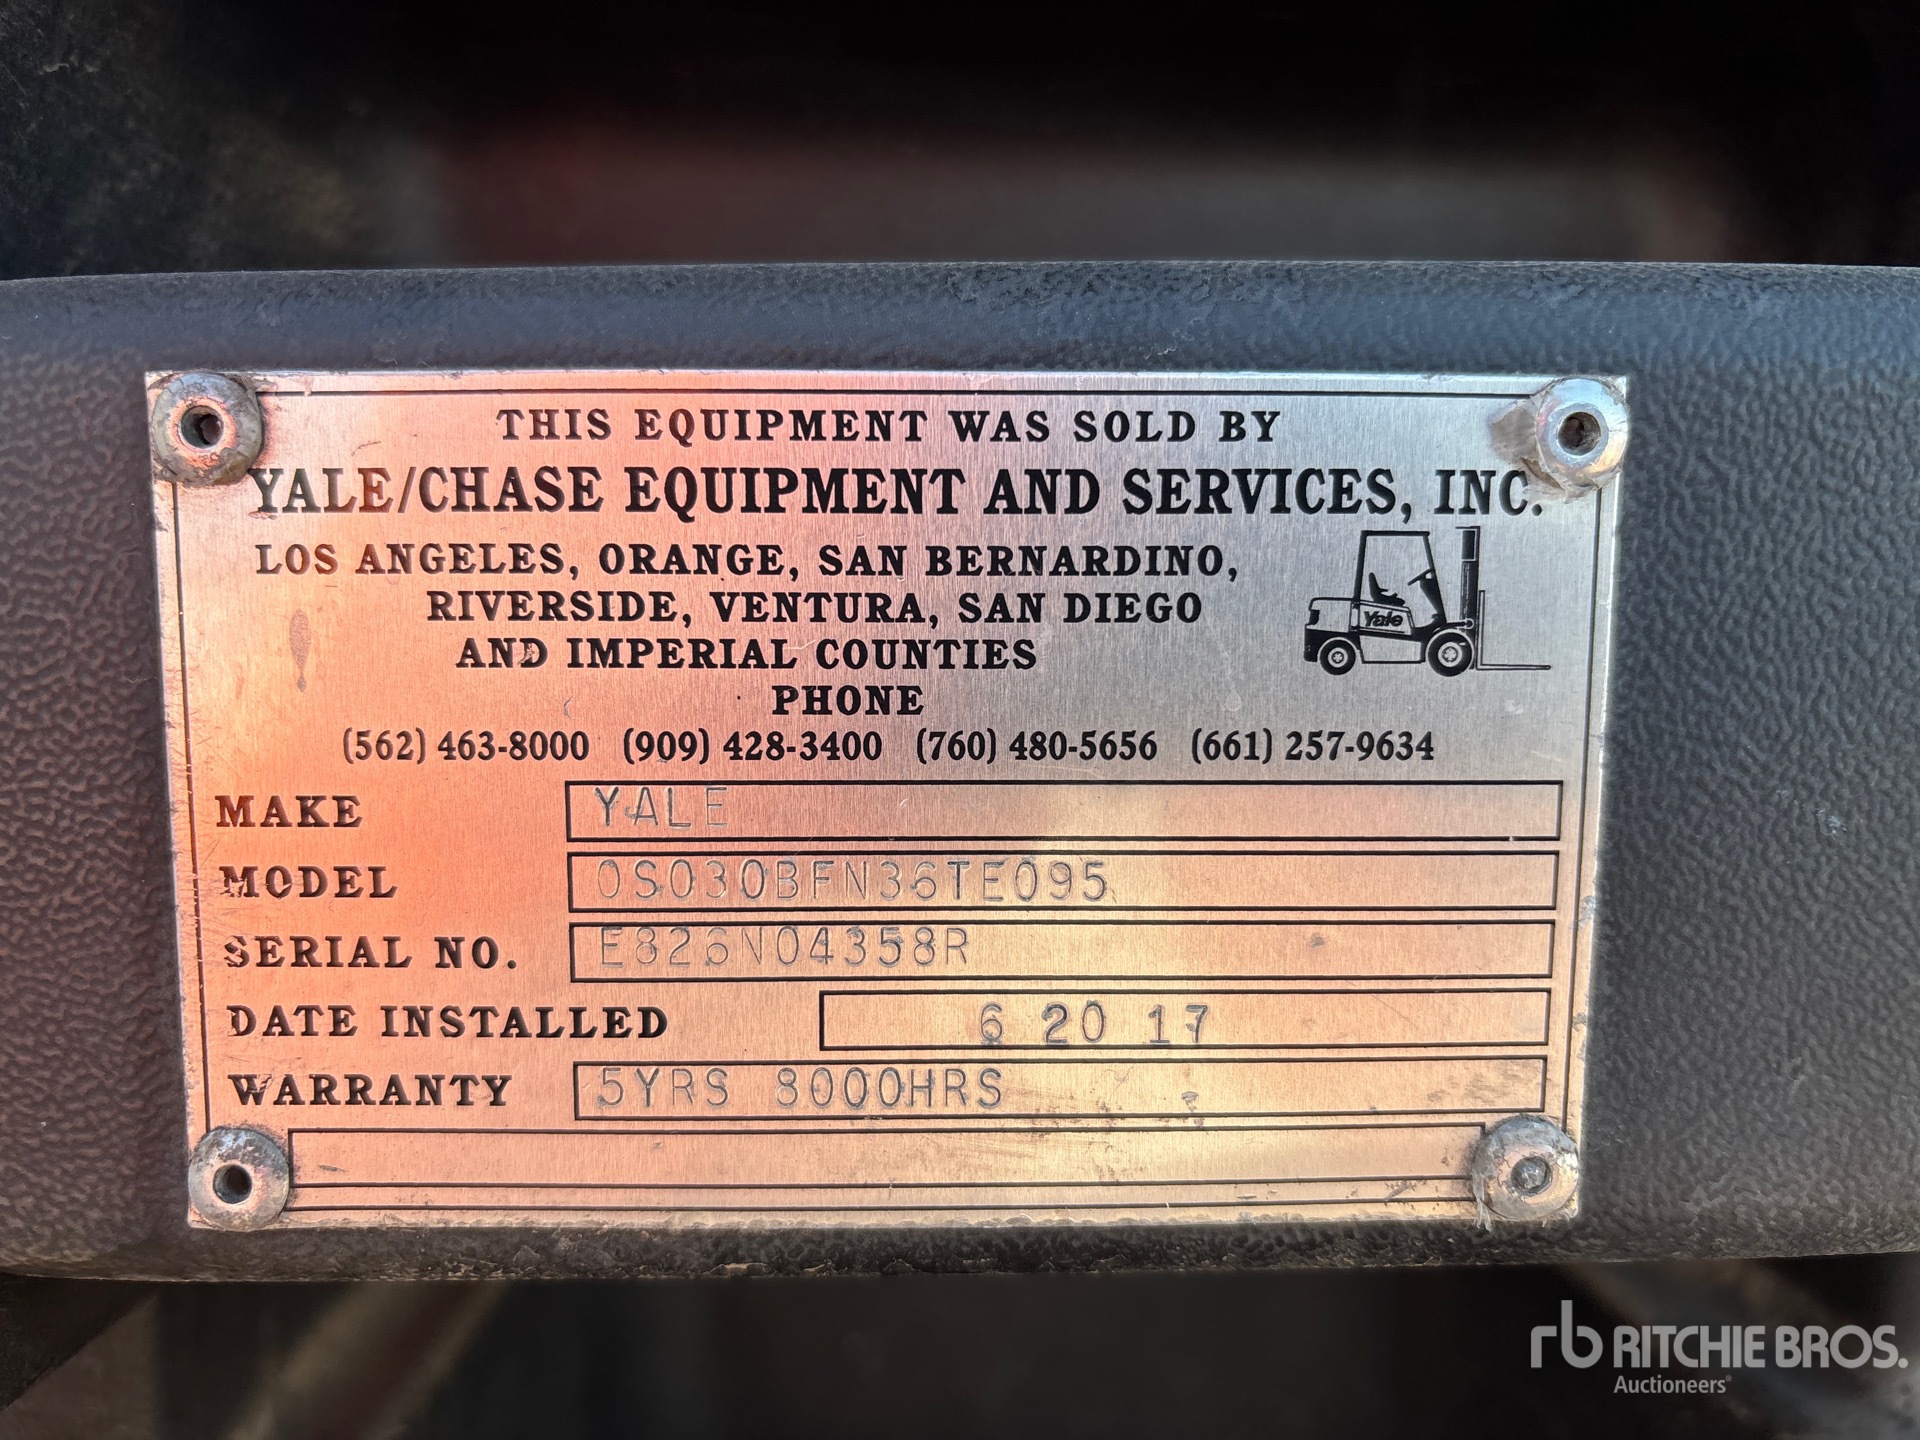 THIS EQUIPMENT WAS SOLD BY
YALE/CHASE EQUIPMENT AND SERVICES, INC.
LOS ANGELES, ORANGE, SAN BERNARDINO,
RIVERSIDE, VENTURA, SAN DIEGO
AND IMPERIAL COUNTIES
Yale
PHONE
(562) 463-8000 (909) 428-3400 (760) 480-5656 (661) 257-9634
MAKE YALE
MODEL OS030BFN36TE095
SERIAL NO. E826N04358R
DATE INSTALLED 6 20 17
WARRANTY 5YRS 8000HRS
rb RITCHIE BROS.
Auctioneers®